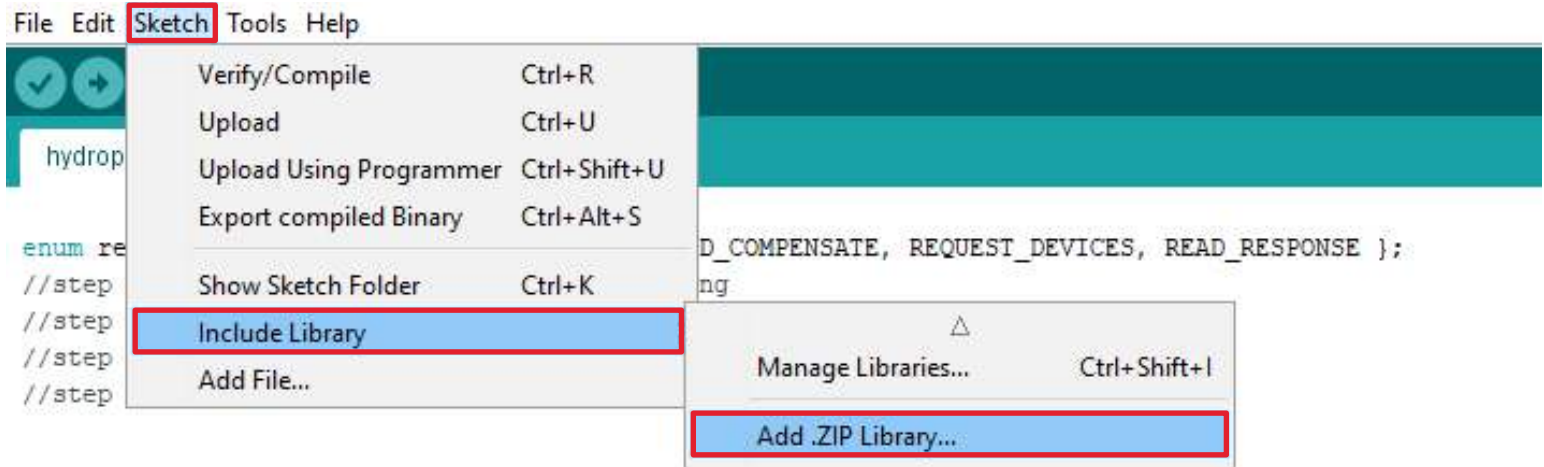 File Edit Sketch Tools Help
Verify/Compile Ctrl+R
Upload Ctrl+U
hydrop
Upload Using Programmer Ctrl+Shift+U
Export compiled Binary Ctrl+Alt+S
enum re D_COMPENSATE, REQUEST_DEVICES, READ_RESPONSE };
//step Show Sketch Folder Ctrl+K ng
//step Include Library
//step Manage Libraries... Ctrl+Shift+I
//step Add File...
Add .ZIP Library...